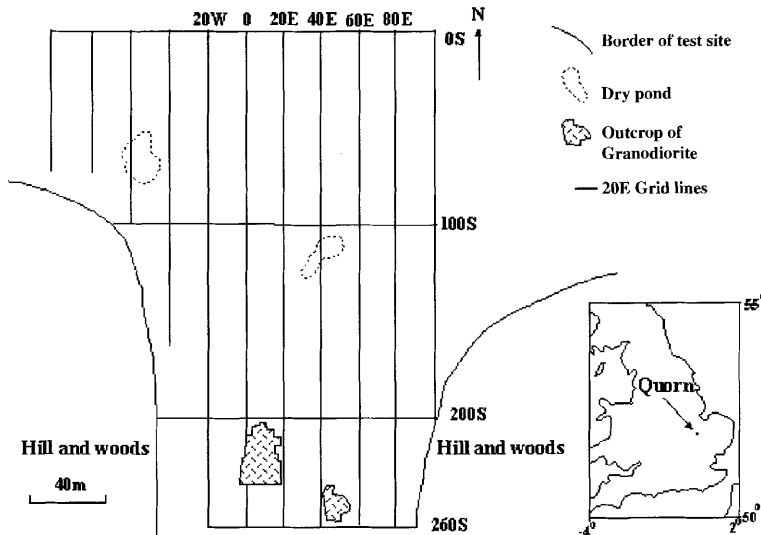 20W 0 20E 40E 60E 80E
N
0S
Border of test site
Dry pond
Outcrop of
Granodiorite
20E Grid lines
100S
55°
Quorn
200S
Hill and woods
Hill and woods
40m
260S
50°
-4°
2°